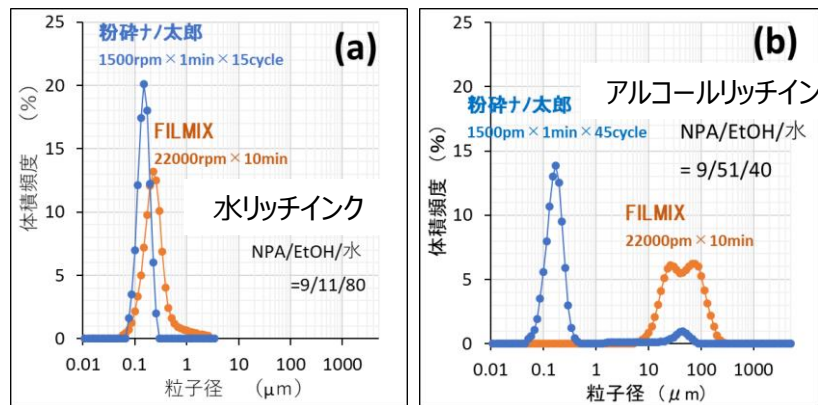 (a)
粉砕ナノ太郎
1500rpm×1min×15cycle
FILMIX
22000rpm×10min
水リッチインク
NPA/EtOH/水
=9/11/80
体積頻度 (%)
25
20
15
10
5
0
0.01 0.1 1 10 100 1000
粒子径 (μm)
(b)
アルコールリッチイン
粉砕ナノ太郎
1500pm×1min×45cycle
NPA/EtOH/水
= 9/51/40
FILMIX
22000pm×10min
体積頻度 (%)
25
20
15
10
5
0
0.01 0.1 1 10 100 1000
粒子径 (μm)